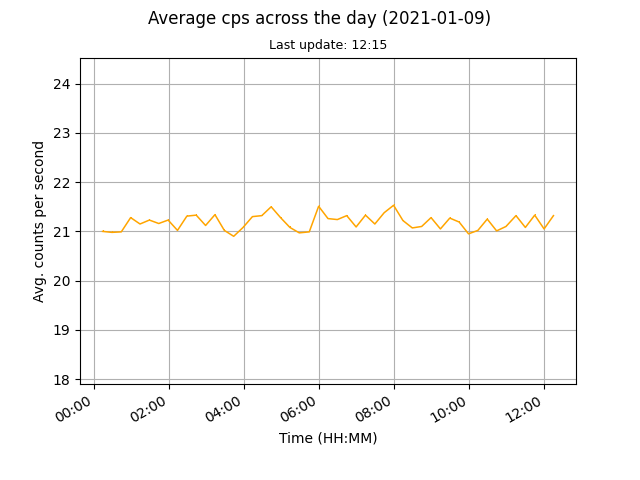 Average cps across the day (2021-01-09)
Last update: 12:15
24
23
22
21
20
19
18
Avg. counts per second
00:00 02:00 04:00 06:00 08:00 10:00 12:00
Time (HH:MM)